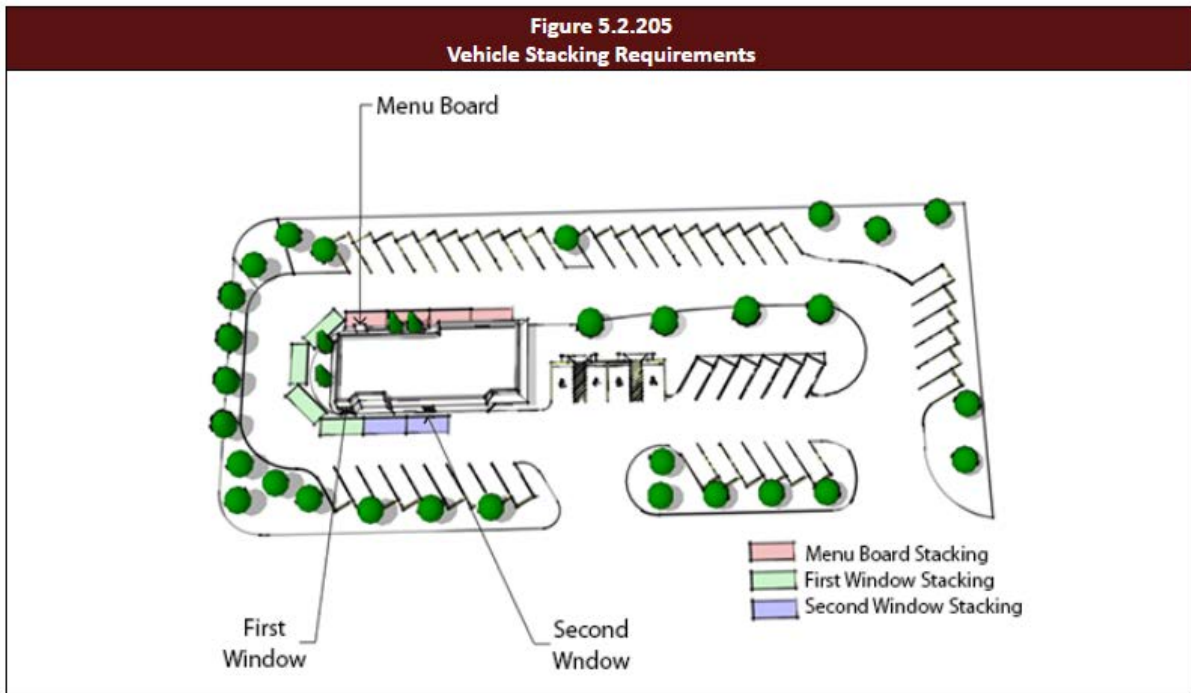 Figure 5.2.205
Vehicle Stacking Requirements
Menu Board
Menu Board Stacking
First Window Stacking
Second Window Stacking
First
Window
Second
Wndow